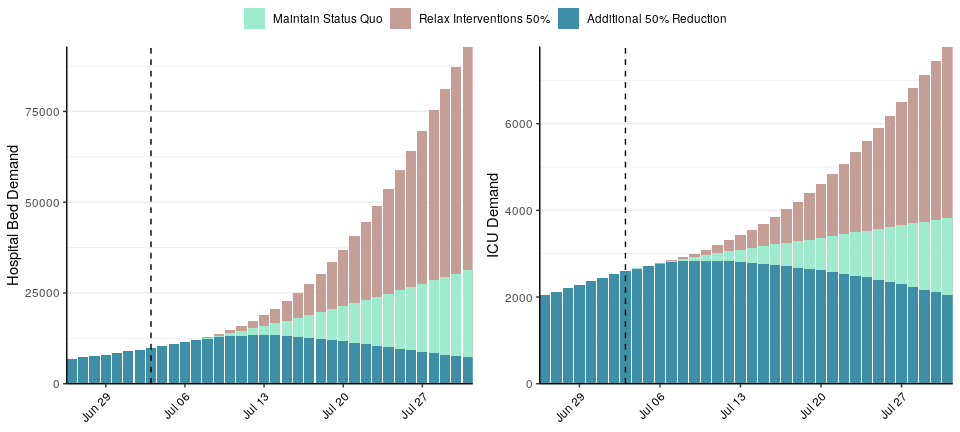 Maintain Status Quo Relax Interventions 50% Additional 50% Reduction
Hospital Bed Demand
75000
50000
25000
0
Jun 29 Jul 06 Jul 13 Jul 20 Jul 27
ICU Demand
6000
4000
2000
0
Jun 29 Jul 06 Jul 13 Jul 20 Jul 27